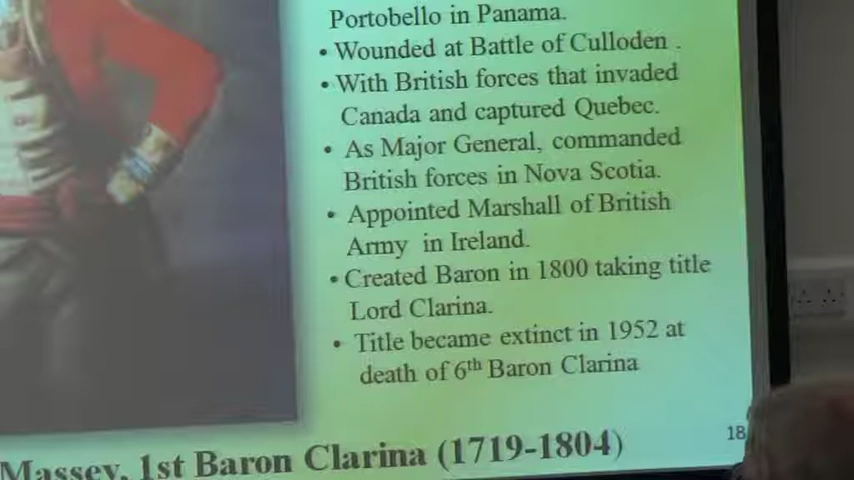 Portobello in Panama.
• Wounded at Battle of Culloden .
• With British forces that invaded
Canada and captured Quebec.
• As Major General, commanded
British forces in Nova Scotia.
• Appointed Marshall of British
Army in Ireland.
• Created Baron in 1800 taking title
Lord Clarina.
• Title became extinct in 1952 at
death of 6th Baron Clarina
Massey, 1st Baron Clarina (1719-1804)
18